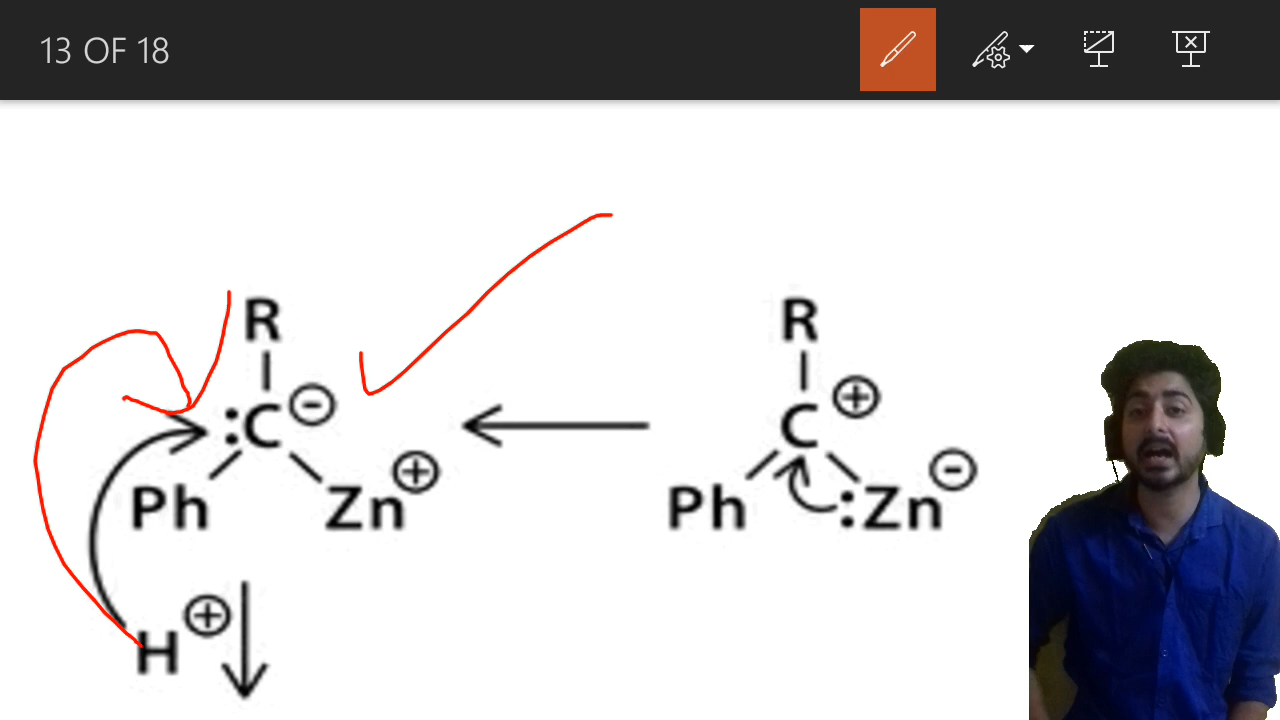 13 OF 18
R R
:C⊖ C⊕
Ph Zn⊕ Ph :Zn⊖
H⊕